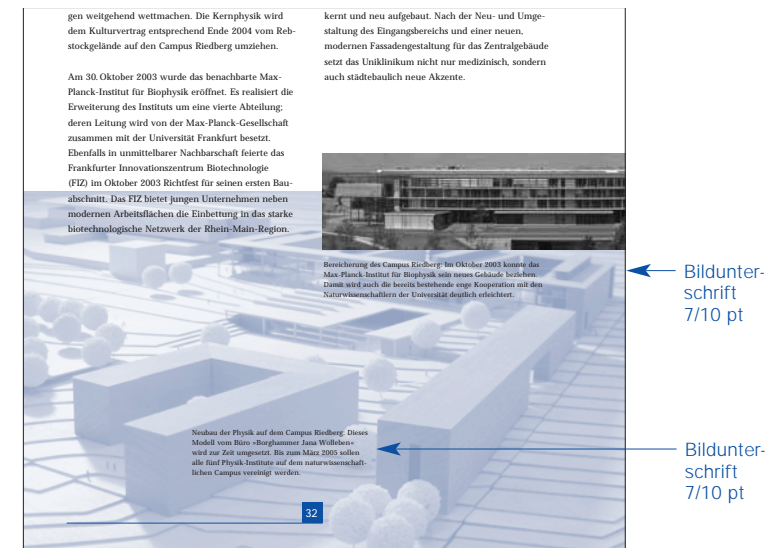 gen weitgehend wettmachen. Die Kernphysik wird
dem Kulturvertrag entsprechend Ende 2004 vom Reb-
stockgelände auf den Campus Riedberg umziehen.
Am 30. Oktober 2003 wurde das benachbarte Max-
Planck-Institut für Biophysik eröffnet. Es realisiert die
Erweiterung des Instituts um eine vierte Abteilung;
deren Leitung wird von der Max-Planck-Gesellschaft
zusammen mit der Universität Frankfurt besetzt.
Ebenfalls in unmittelbarer Nachbarschaft feierte das
Frankfurter Innovationszentrum Biotechnologie
(FIZ) im Oktober 2003 Richtfest für seinen ersten Bau-
abschnitt. Das FIZ bietet jungen Unternehmen neben
modernen Arbeitsflächen die Einbettung in das starke
biotechnologische Netzwerk der Rhein-Main-Region.
kernt und neu aufgebaut. Nach der Neu- und Umge-
staltung des Eingangsbereichs und einer neuen,
modernen Fassadengestaltung für das Zentralgebäude
setzt das Uniklinikum nicht nur medizinisch, sondern
auch städtebaulich neue Akzente.
Bereicherung des Campus Riedberg: Im Oktober 2003 konnte das
Max-Planck-Institut für Biophysik sein neues Gebäude beziehen.
Damit wird auch die bereits bestehende enge Kooperation mit den
Naturwissenschaftlern der Universität deutlich erleichtert.
Bildunter-
schrift
7/10 pt
Neubau der Physik auf dem Campus Riedberg: Dieses
Modell vom Büro »Borghammer Jana Wolleben«
wird zur Zeit umgesetzt. Bis zum März 2005 sollen
alle fünf Physik-Institute auf dem naturwissenschaft-
lichen Campus vereinigt werden.
Bildunter-
schrift
7/10 pt
32